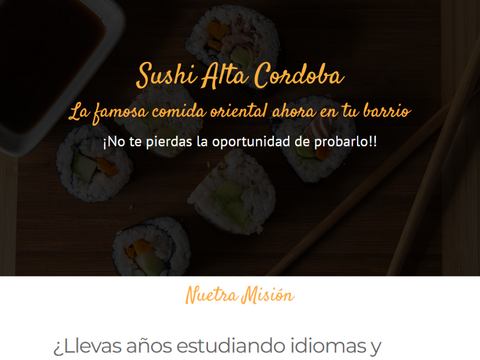 Sushi Alta Cordoba
La famosa comida oriental ahora en tu barrio
¡No te pierdas la oportunidad de probarlo!!
Nuetra Misión
¿Llevas años estudiando idiomas y